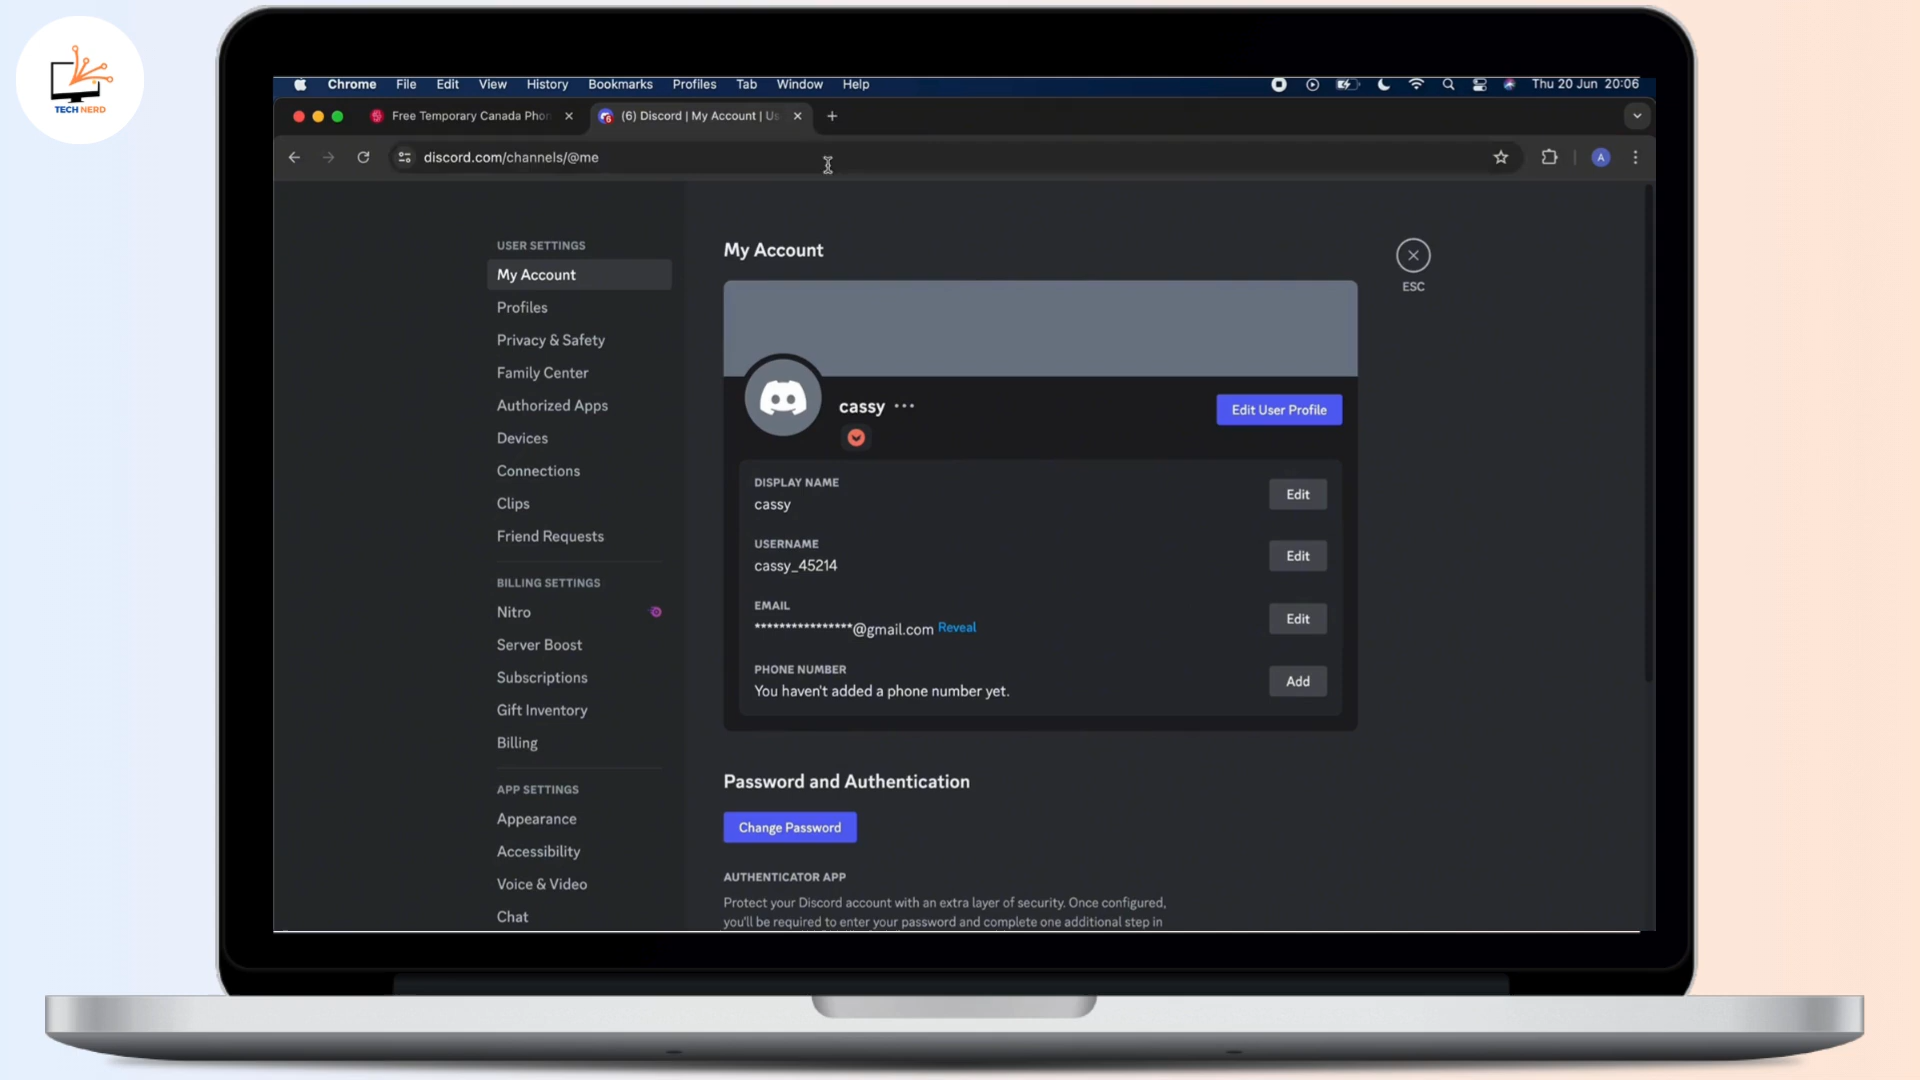 TECH NERD
Chrome File Edit View History Bookmarks Profiles Tab Window Help
Thu 20 Jun 20:06
Free Temporary Canada Phon
(6) Discord | My Account | Us
discord.com/channels/@me
A
USER SETTINGS
My Account
Profiles
Privacy & Safety
Family Center
Authorized Apps
Devices
Connections
Clips
Friend Requests
BILLING SETTINGS
Nitro
Server Boost
Subscriptions
Gift Inventory
Billing
APP SETTINGS
Appearance
Accessibility
Voice & Video
Chat
My Account
ESC
cassy
Edit User Profile
DISPLAY NAME
cassy
Edit
USERNAME
cassy_45214
Edit
EMAIL
****************@gmail.com Reveal
Edit
PHONE NUMBER
You haven't added a phone number yet.
Add
Password and Authentication
Change Password
AUTHENTICATOR APP
Protect your Discord account with an extra layer of security. Once configured,
you'll be required to enter your password and complete one additional step in